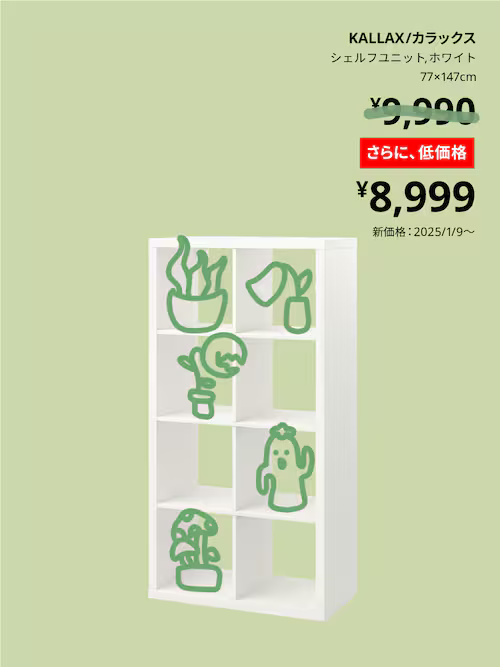 KALLAX/カラックス
シェルフユニット,ホワイト
77×147cm
¥9,990
さらに、低価格
¥8,999
新価格：2025/1/9〜